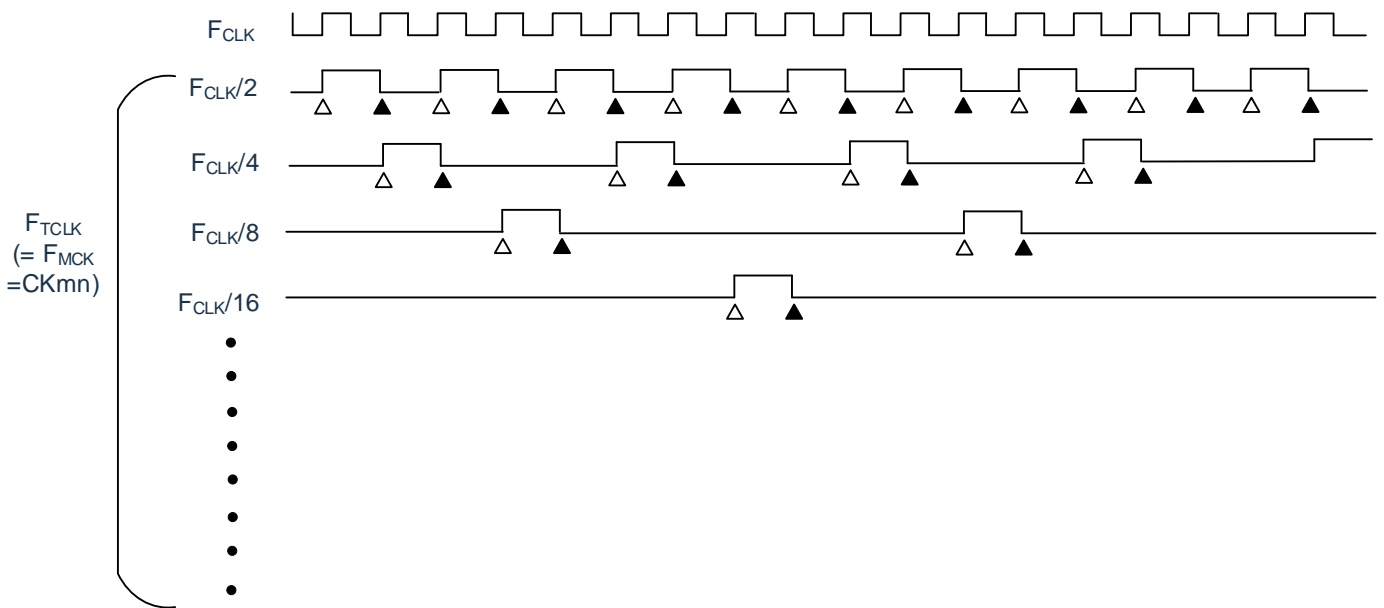 FCLK
FCLK/2
FCLK/4
FCLK/8
FCLK/16
FTCLK
(= FMCK
=CKmn)